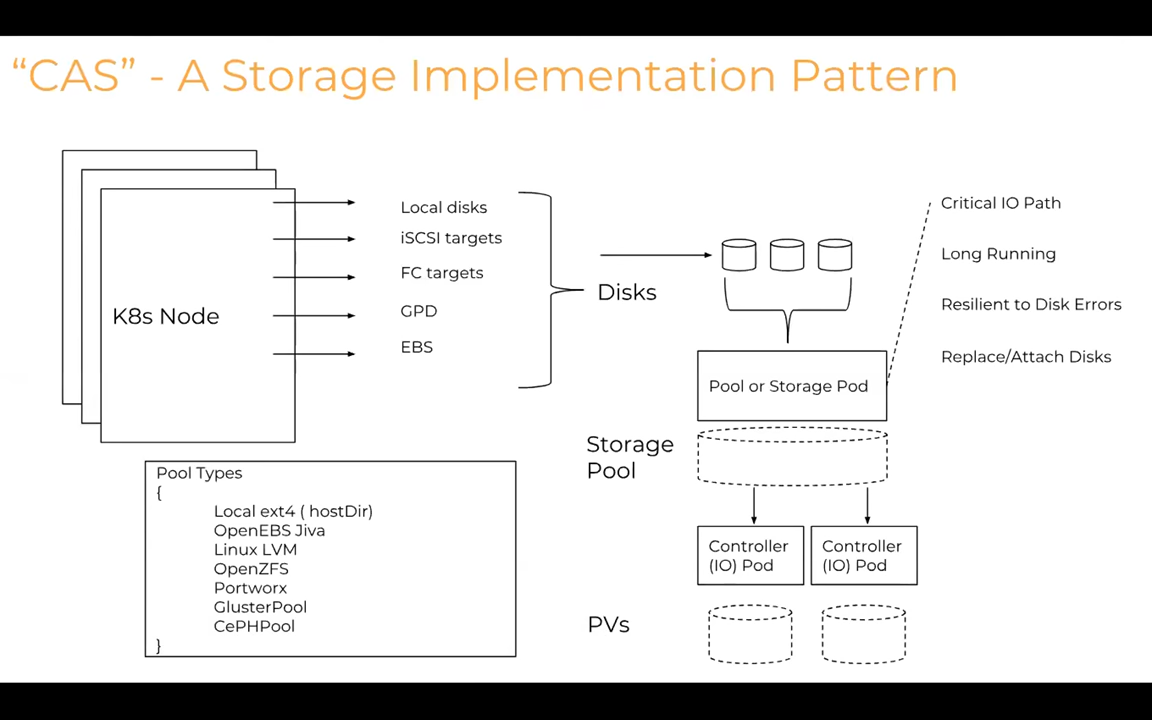 “CAS” - A Storage Implementation Pattern
K8s Node
Local disks
iSCSI targets
FC targets
GPD
EBS
Disks
Critical IO Path
Long Running
Resilient to Disk Errors
Replace/Attach Disks
Pool or Storage Pod
Storage
Pool
Controller
(IO) Pod
Controller
(IO) Pod
PVs
Pool Types
{
Local ext4 ( hostDir)
OpenEBS Jiva
Linux LVM
OpenZFS
Portworx
GlusterPool
CePHPool
}